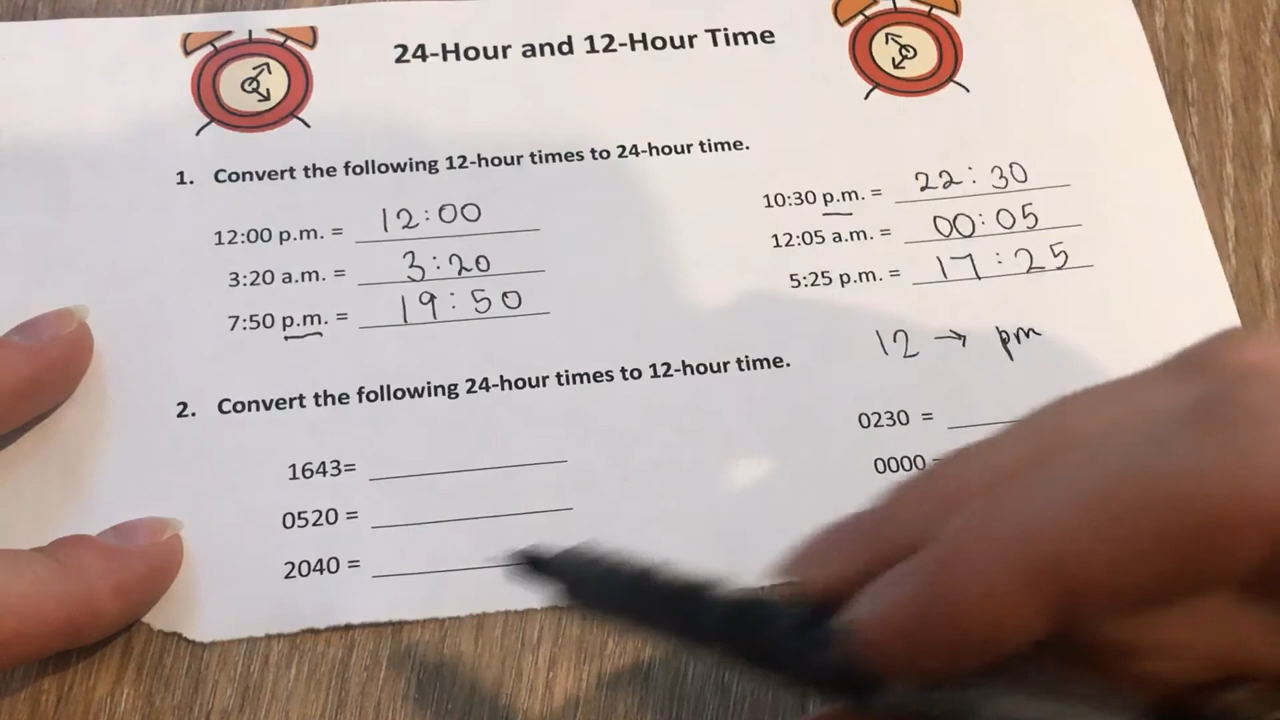 24-Hour and 12-Hour Time
1. Convert the following 12-hour times to 24-hour time.
12:00 p.m. = 12:00
3:20 a.m. = 3:20
7:50 p.m. = 19:50
10:30 p.m. = 22:30
12:05 a.m. = 00:05
5:25 p.m. = 17:25
12 → pm
2. Convert the following 24-hour times to 12-hour time.
1643=
0520 =
2040 =
0230 =
0000 =